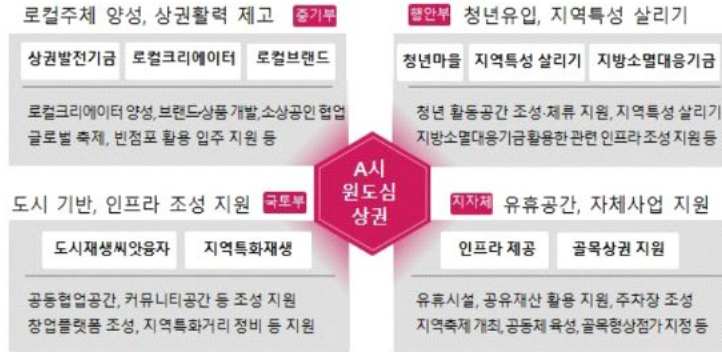 로컬주체 양성, 상권활력 제고 중기부
상권발전기금 로컬크리에이터 로컬브랜드
로컬크리에이터 양성, 브랜드·상품 개발, 소상공인 협업
글로벌 축제, 빈점포 활용 입주 지원 등
행안부 청년유입, 지역특성 살리기
청년마을 지역특성 살리기 지방소멸대응기금
청년 활동공간 조성·체류 지원, 지역특성 살리기
지방소멸대응기금 활용한 관련 인프라 조성 지원 등
A시
원도심
상권
도시 기반, 인프라 조성 지원 국토부
도시재생씨앗융자 지역특화재생
공동협업공간, 커뮤니티공간 등 조성 지원
창업플랫폼 조성, 지역특화거리 정비 등 지원
지자체 유휴공간, 자체사업 지원
인프라 제공 골목상권 지원
유휴시설, 공유재산 활용 지원, 주차장 조성
지역축제 개최, 공동체 육성, 골목형상점가 지정 등